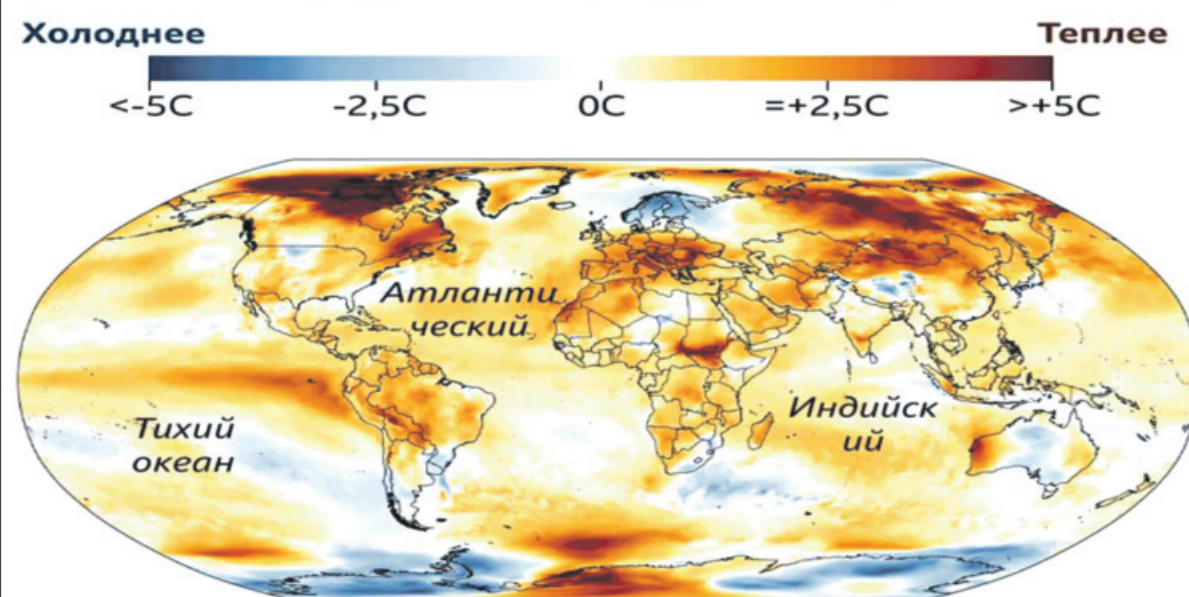 Холоднее Теплее
<-5C -2,5C 0C =+2,5C >+5C
Атланти
ческий
Индийск
ий
Тихий
океан